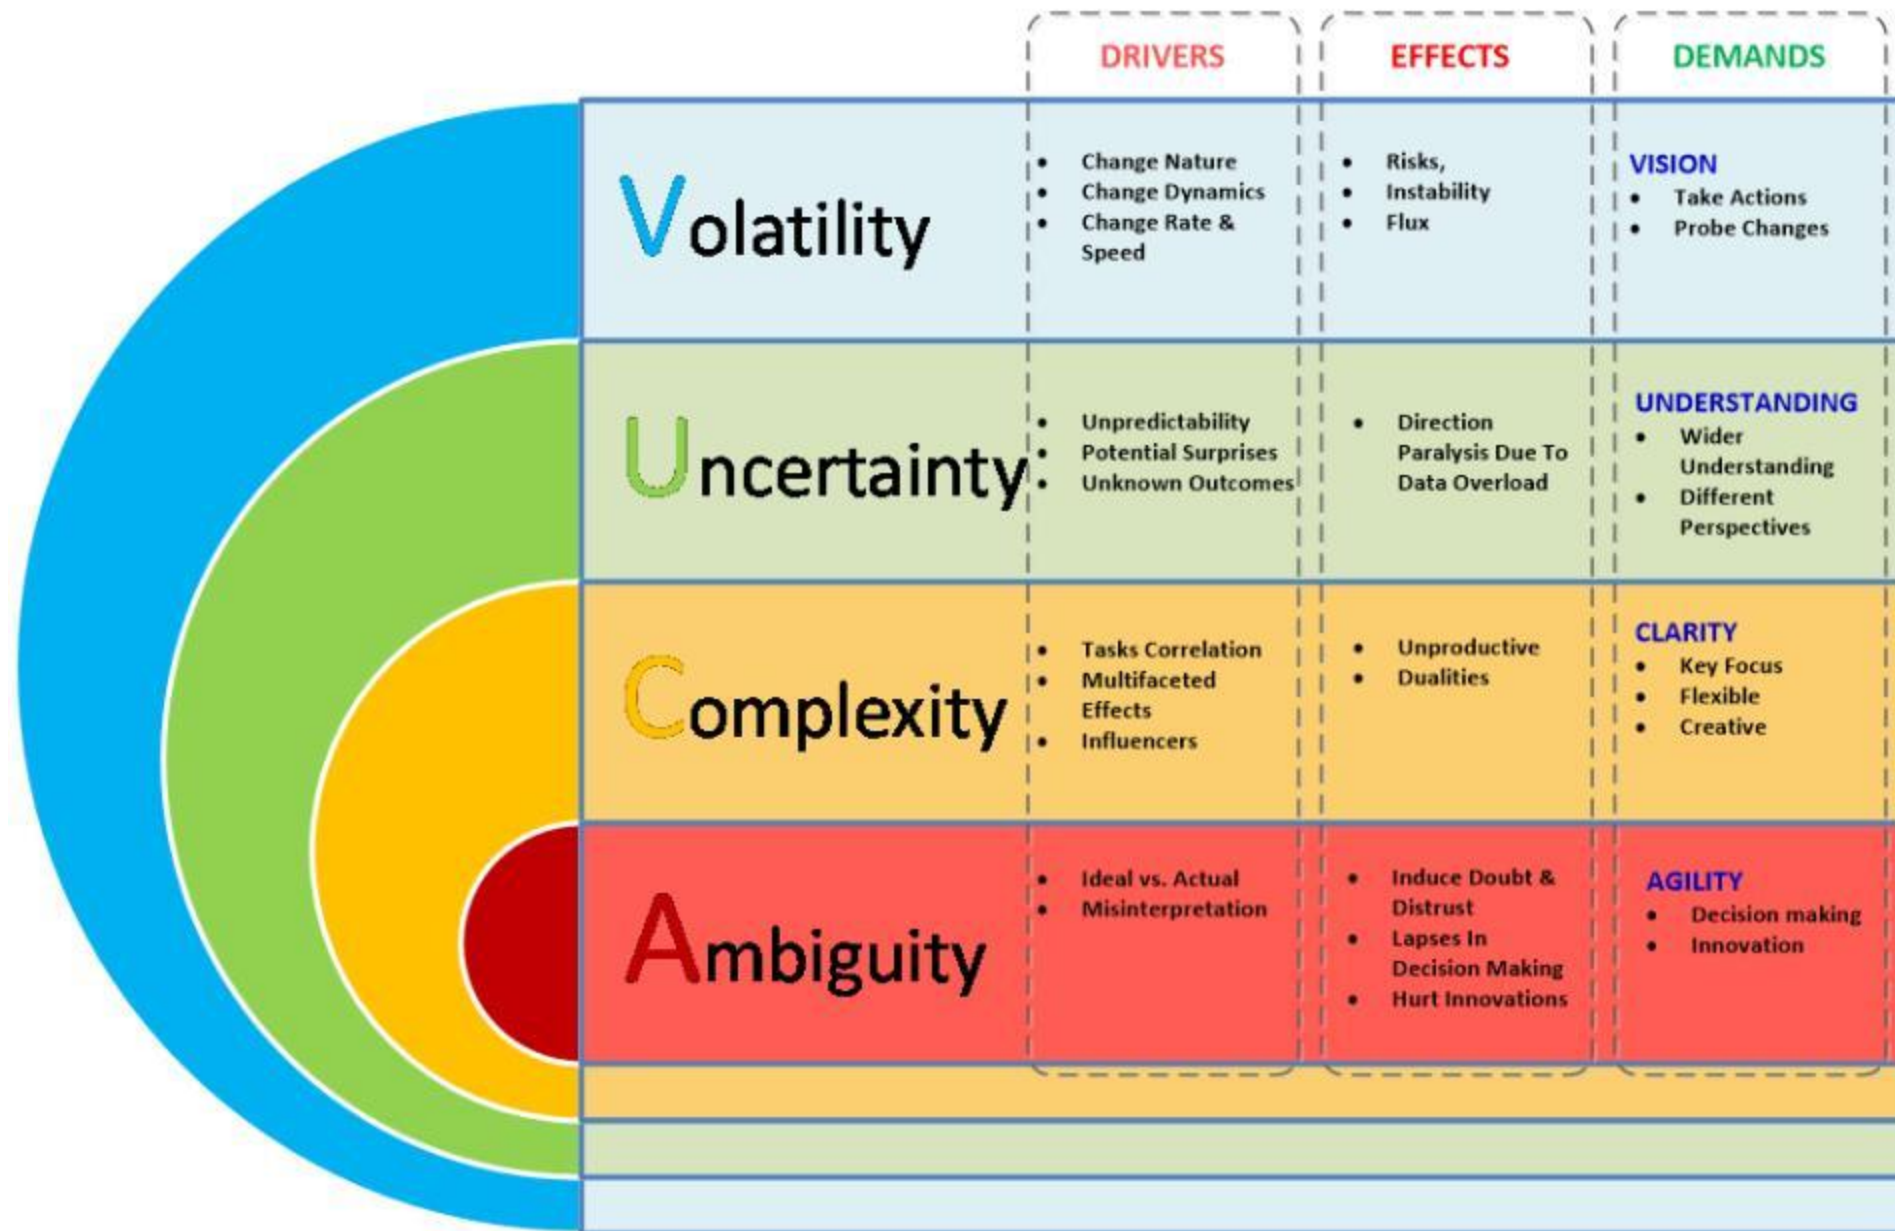 DRIVERS
EFFECTS
DEMANDS
Volatility
• Change Nature
• Change Dynamics
• Change Rate &
Speed
• Risks,
• Instability
• Flux
VISION
• Take Actions
• Probe Changes
Uncertainty
• Unpredictability
• Potential Surprises
• Unknown Outcomes
• Direction
Paralysis Due To
Data Overload
UNDERSTANDING
• Wider
Understanding
• Different
Perspectives
Complexity
• Tasks Correlation
• Multifaceted
Effects
• Influencers
• Unproductive
• Dualities
CLARITY
• Key Focus
• Flexible
• Creative
Ambiguity
• Ideal vs. Actual
• Misinterpretation
• Induce Doubt &
Distrust
• Lapses In
Decision Making
• Hurt Innovations
AGILITY
• Decision making
• Innovation